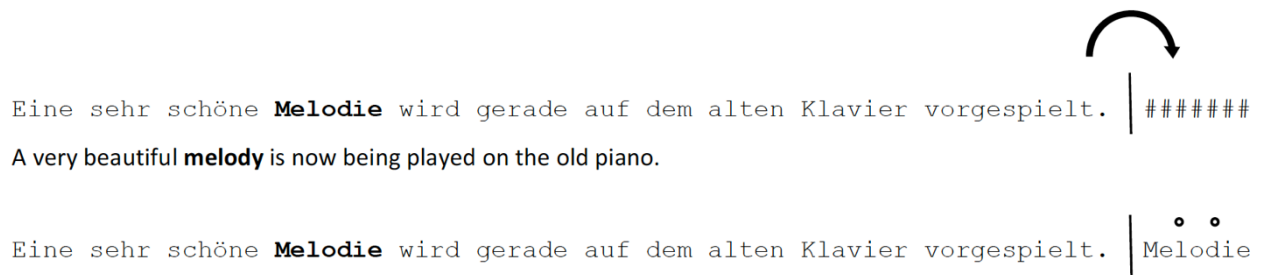 Eine sehr schöne Melodie wird gerade auf dem alten Klavier vorgespielt. #######
A very beautiful melody is now being played on the old piano.
Eine sehr schöne Melodie wird gerade auf dem alten Klavier vorgespielt. Melodie